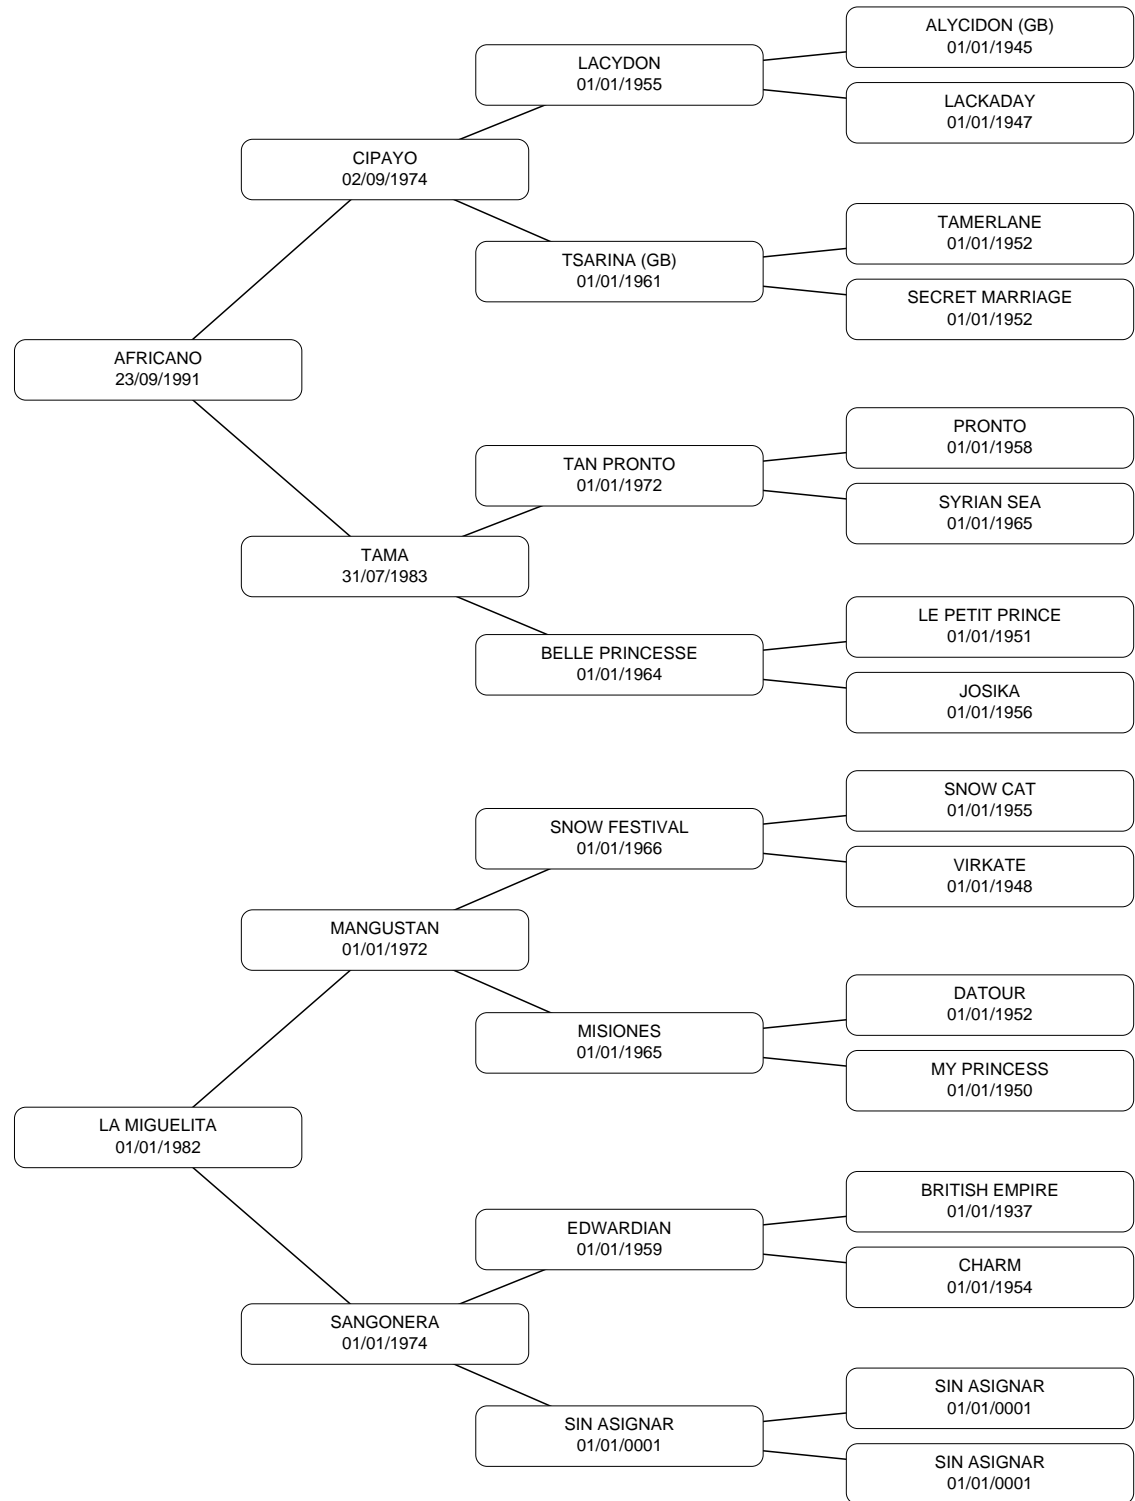 ALYCIDON (GB)
01/01/1945
LACYDON
01/01/1955
LACKADAY
01/01/1947
CIPAYO
02/09/1974
TAMERLANE
01/01/1952
TSARINA (GB)
01/01/1961
SECRET MARRIAGE
01/01/1952
AFRICANO
23/09/1991
PRONTO
01/01/1958
TAN PRONTO
01/01/1972
SYRIAN SEA
01/01/1965
TAMA
31/07/1983
LE PETIT PRINCE
01/01/1951
BELLE PRINCESSE
01/01/1964
JOSIKA
01/01/1956
SNOW CAT
01/01/1955
SNOW FESTIVAL
01/01/1966
VIRKATE
01/01/1948
MANGUSTAN
01/01/1972
DATOUR
01/01/1952
MISIONES
01/01/1965
MY PRINCESS
01/01/1950
LA MIGUELITA
01/01/1982
BRITISH EMPIRE
01/01/1937
EDWARDIAN
01/01/1959
CHARM
01/01/1954
SANGONERA
01/01/1974
SIN ASIGNAR
01/01/0001
SIN ASIGNAR
01/01/0001
SIN ASIGNAR
01/01/0001